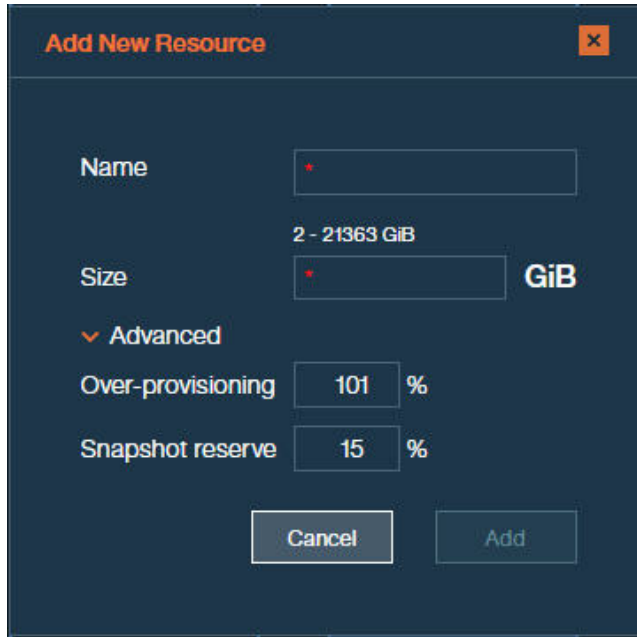 Add New Resource
Name *
2 - 21363 GiB
Size * GiB
Advanced
Over-provisioning 101 %
Snapshot reserve 15 %
Cancel Add